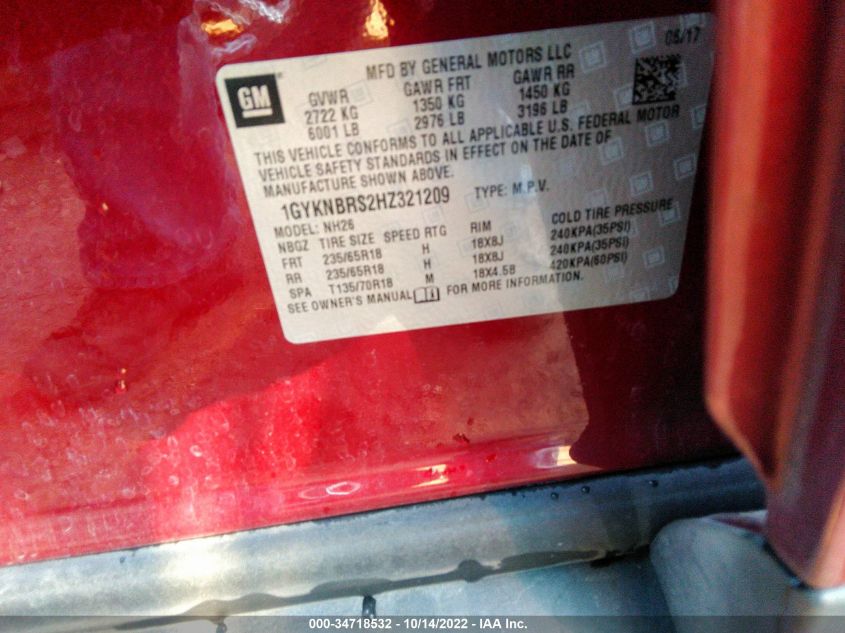 GM
MFD BY GENERAL MOTORS LLC
08/17
GVWR GAWR FRT GAWR RR
2722 KG 1350 KG 1450 KG
6001 LB 2976 LB 3196 LB
THIS VEHICLE CONFORMS TO ALL APPLICABLE U.S. FEDERAL MOTOR
VEHICLE SAFETY STANDARDS IN EFFECT ON THE DATE OF
MANUFACTURE SHOWN ABOVE.
1GYKNBRS2HZ321209 TYPE: M.P.V.
MODEL: NH26
NBGZ TIRE SIZE SPEED RTG RIM COLD TIRE PRESSURE
FRT 235/65R18 H 18X8J 240KPA(35PSI)
RR 235/65R18 H 18X8J 240KPA(35PSI)
SPA T135/70R18 M 18X4.5B 420KPA(60PSI)
SEE OWNER'S MANUAL FOR MORE INFORMATION.
000-34718532 - 10/14/2022 - IAA Inc.